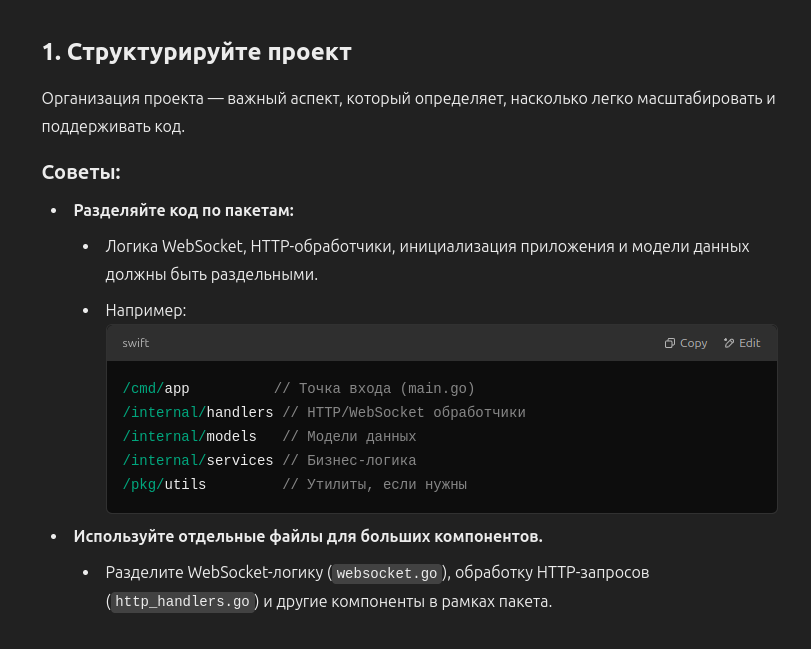 1. Структурируйте проект
Организация проекта — важный аспект, который определяет, насколько легко масштабировать и
поддерживать код.
Советы:
• Разделяйте код по пакетам:
• Логика WebSocket, HTTP-обработчики, инициализация приложения и модели данных
должны быть раздельными.
• Например:
swift Copy Edit
/cmd/app          // Точка входа (main.go)
/internal/handlers // HTTP/WebSocket обработчики
/internal/models   // Модели данных
/internal/services // Бизнес-логика
/pkg/utils         // Утилиты, если нужны
• Используйте отдельные файлы для больших компонентов.
• Разделите WebSocket-логику (websocket.go), обработку HTTP-запросов
(http_handlers.go) и другие компоненты в рамках пакета.